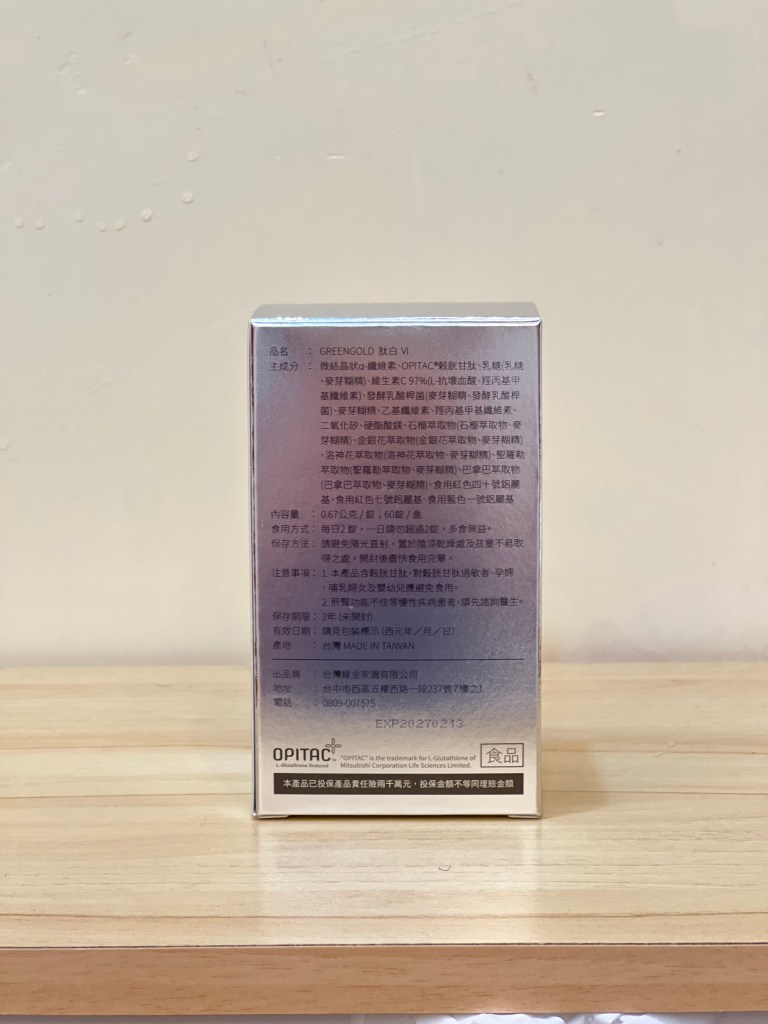 品名 ： GREENGOLD 肽白 VI
主成分 ： 微結晶狀α-纖維素、OPITAC®穀胱甘肽、乳糖(乳糖
、麥芽糊精)、維生素C 97%(L-抗壞血酸、羥丙基甲
基纖維素)、發酵乳酸桿菌(麥芽糊精、發酵乳酸桿
菌)、麥芽糊精、乙基纖維素、羥丙基甲基纖維素、
二氧化矽、硬酯酸鎂、石榴萃取物(石榴萃取物、麥
芽糊精)、金銀花萃取物(金銀花萃取物、麥芽糊精)
、洛神花萃取物(洛神花萃取物、麥芽糊精)、聖羅勒
萃取物(聖羅勒萃取物、麥芽糊精)、巴拿巴萃取物
(巴拿巴萃取物、麥芽糊精)、食用紅色四十號鋁麗
基、食用紅色七號鋁麗基、食用藍色一號鋁麗基
內容量 ： 0.67公克/錠；60錠/盒
食用方式： 每日2錠，一日請勿超過2錠，多食無益。
保存方法： 請避免陽光直射，置於陰涼乾燥處及孩童不易取
得之處，開封後盡快食用完畢。
注意事項： 1. 本產品含穀胱甘肽，對穀胱甘肽過敏者、孕婦
、哺乳婦女及嬰幼兒應避免食用。
2. 肝腎功能不佳等慢性疾病患者，請先諮詢醫生。
保存期限： 2年 (未開封)
有效日期： 請見包裝標示 (西元年／月／日)
產地 ： 台灣 MADE IN TAIWAN
出品商 ： 台灣綠金家園有限公司
地址 ： 台中市西區五權西路一段237號7樓之1
電話 ： 0809-007575
EXP20270213
OPITAC™
L-Glutathione Reduced
"OPITAC" is the trademark for L-Glutathione of
Mitsubishi Corporation Life Sciences Limited.
食品
本產品已投保產品責任險兩千萬元，投保金額不等同理賠金額